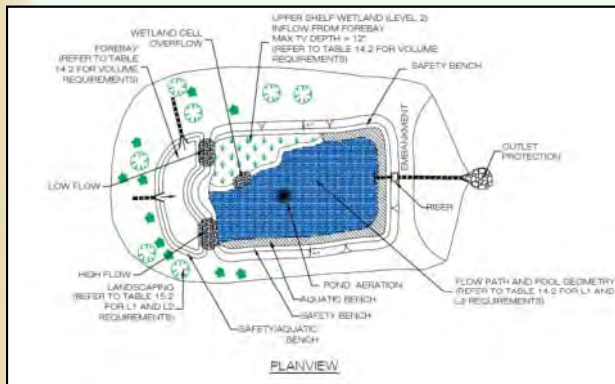 UPPER SHELF WETLAND (LEVEL 2)
INFLOW FROM FOREBAY
MAX TV DEPTH = 12"
(REFER TO TABLE 14.2 FOR VOLUME
REQUIREMENTS)
WETLAND CELL
OVERFLOW
FOREBAY
(REFER TO TABLE
14.2 FOR VOLUME
REQUIREMENTS)
SAFETY BENCH
EMBANKMENT
OUTLET
PROTECTION
LOW FLOW
RISER
HIGH FLOW
LANDSCAPING
(REFER TO TABLE 15.2
FOR L1 AND L2
REQUIREMENTS)
SAFETY/AQUATIC
BENCH
POND AERATION
AQUATIC BENCH
SAFETY BENCH
FLOW PATH AND POOL GEOMETRY
(REFER TO TABLE 14.2 FOR L1 AND
L2 REQUIREMENTS)
PLANVIEW